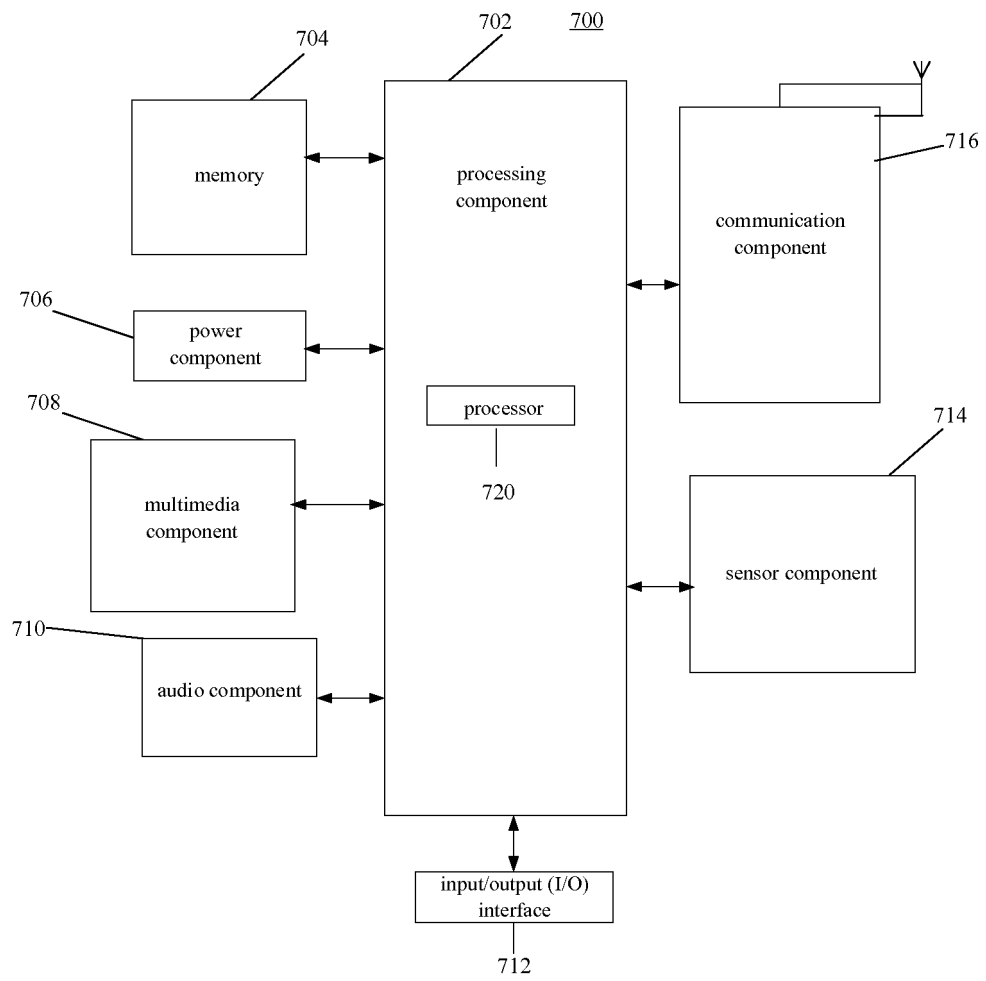 702
700
704
memory
processing
component
716
communication
component
706
power
component
708
processor
714
720
multimedia
component
sensor component
710
audio component
input/output (I/O)
interface
712